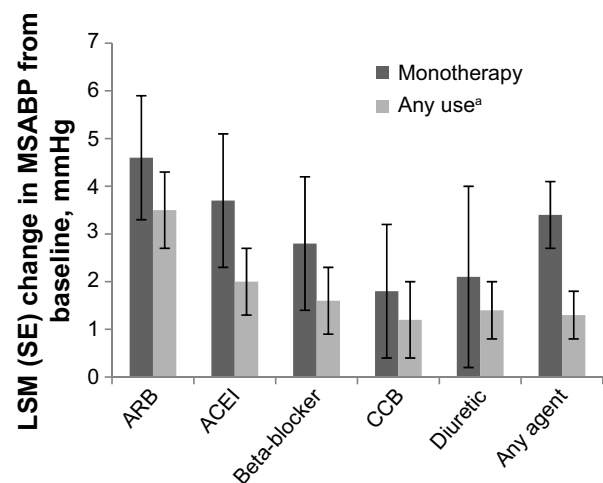 LSM (SE) change in MSABP from
baseline, mmHg
7
6
5
4
3
2
1
0
Monotherapy
Any useᵃ
ARB
ACEI
Beta-blocker
CCB
Diuretic
Any agent